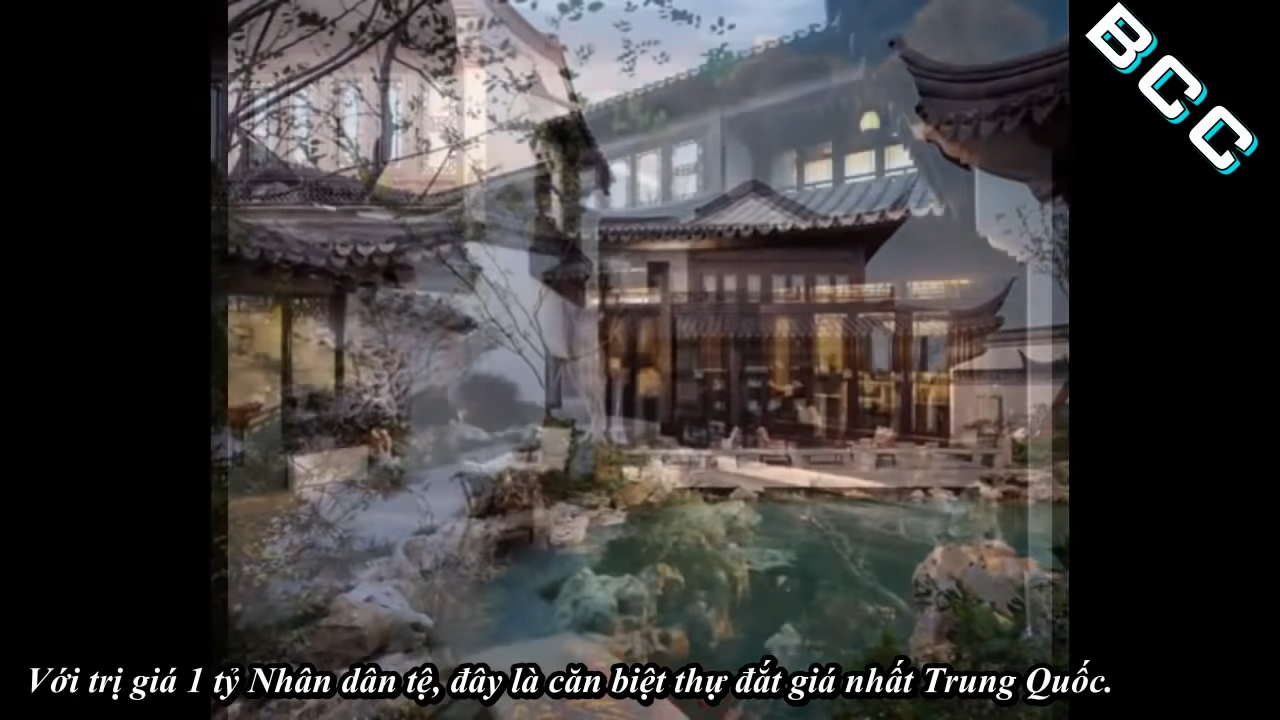 BCC
Với trị giá 1 tỷ Nhân dân tệ, đây là căn biệt thự đắt giá nhất Trung Quốc.